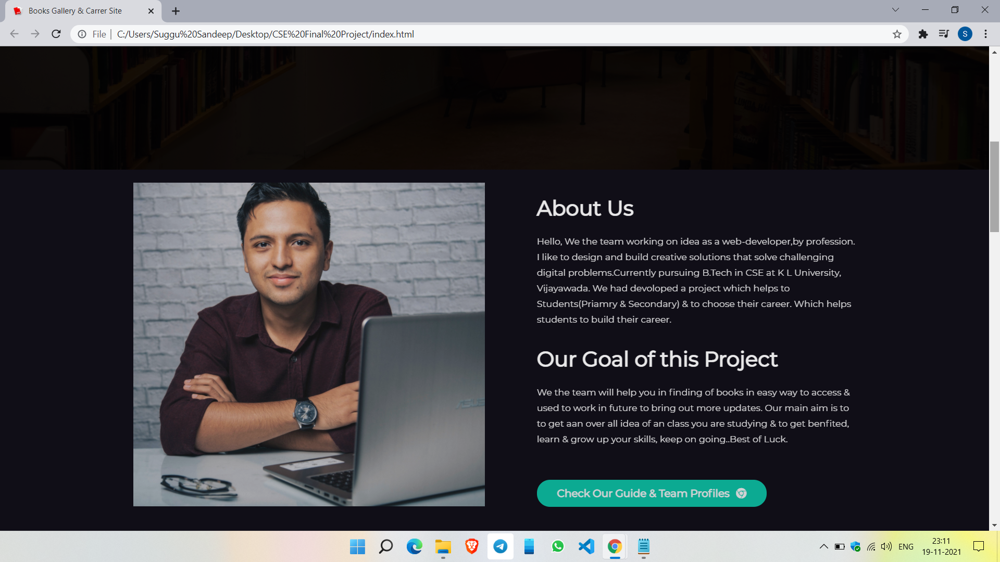 Books Gallery & Carrer Site
File
C:/Users/Suggu%20Sandeep/Desktop/CSE%20Final%20Project/index.html
S
About Us
Hello, We the team working on idea as a web-developer,by profession.
I like to design and build creative solutions that solve challenging
digital problems.Currently pursuing B.Tech in CSE at K L University,
Vijayawada. We had devoloped a project which helps to
Students(Priamry & Secondary) & to choose their career. Which helps
students to build their career.
Our Goal of this Project
We the team will help you in finding of books in easy way to access &
used to work in future to bring out more updates. Our main aim is to
to get aan over all idea of an class you are studying & to get benfited,
learn & grow up your skills, keep on going..Best of Luck.
ASUS
Check Our Guide & Team Profiles
ENG
23:11
19-11-2021